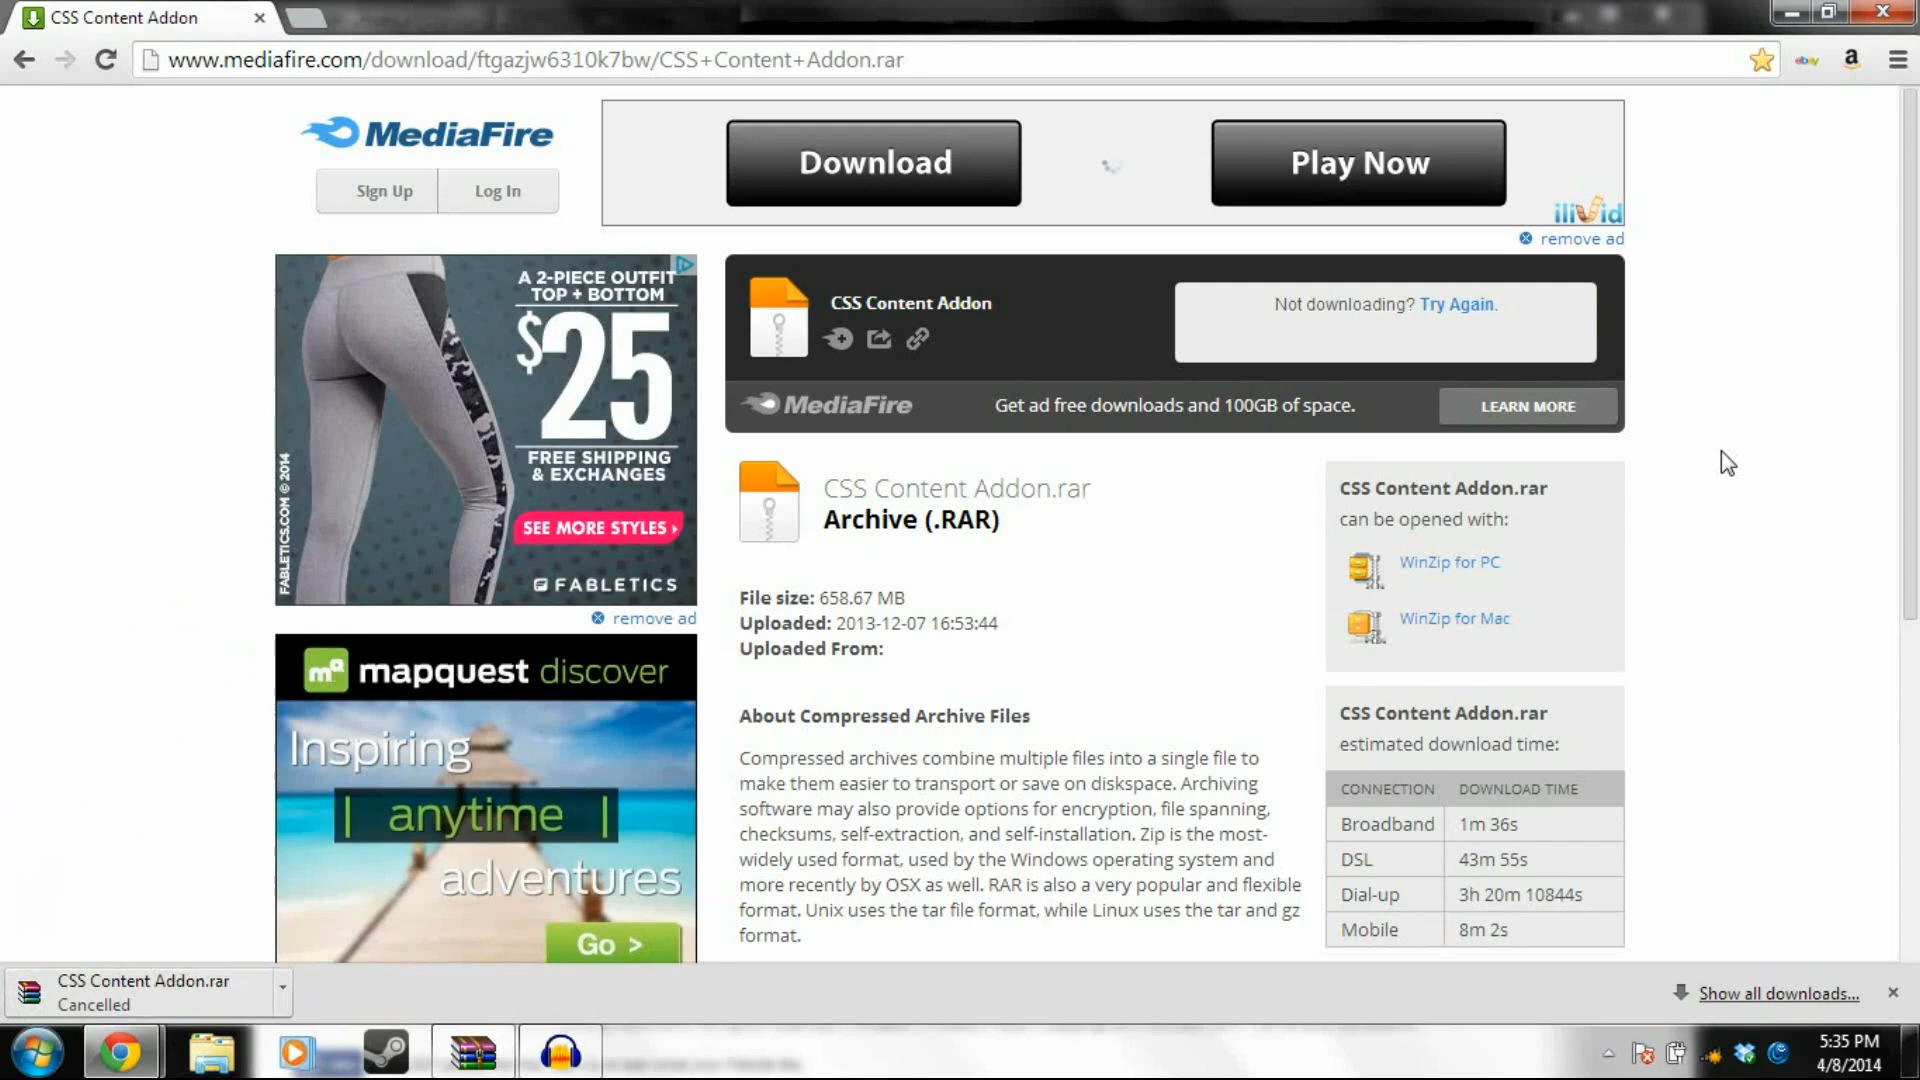 CSS Content Addon
www.mediafire.com/download/ftgazjw6310k7bw/CSS+Content+Addon.rar
ebay
a
MediaFire
Sign Up
Log In
Download
Play Now
ilivid
remove ad
A 2-PIECE OUTFIT
TOP + BOTTOM
$25
FREE SHIPPING
& EXCHANGES
SEE MORE STYLES
FABLETICS
FABLETICS.COM © 2014
remove ad
CSS Content Addon
Not downloading? Try Again.
MediaFire
Get ad free downloads and 100GB of space.
LEARN MORE
CSS Content Addon.rar
Archive (.RAR)
File size: 658.67 MB
Uploaded: 2013-12-07 16:53:44
Uploaded From:
About Compressed Archive Files
Compressed archives combine multiple files into a single file to
make them easier to transport or save on diskspace. Archiving
software may also provide options for encryption, file spanning,
checksums, self-extraction, and self-installation. Zip is the most-
widely used format, used by the Windows operating system and
more recently by OSX as well. RAR is also a very popular and flexible
format. Unix uses the tar file format, while Linux uses the tar and gz
format.
CSS Content Addon.rar
can be opened with:
WinZip for PC
WinZip for Mac
CSS Content Addon.rar
estimated download time:
CONNECTION DOWNLOAD TIME
Broadband 1m 36s
DSL 43m 55s
Dial-up 3h 20m 10844s
Mobile 8m 2s
mq mapquest discover
Inspiring
| anytime |
adventures
Go >
CSS Content Addon.rar
Cancelled
Show all downloads...
5:35 PM
4/8/2014